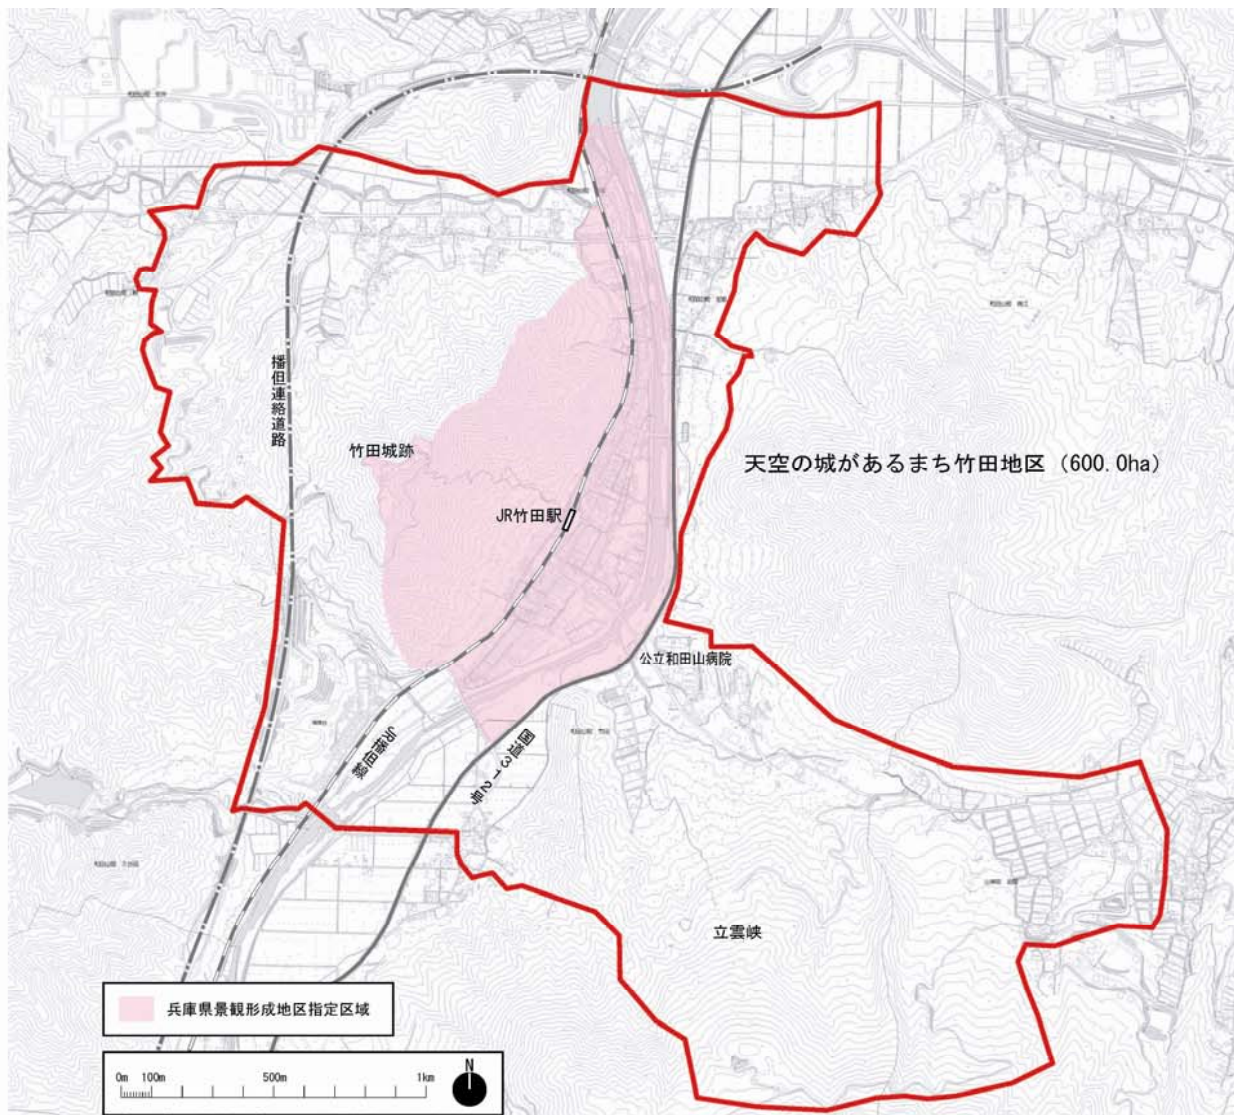 播但連絡道路
竹田城跡
天空の城があるまち竹田地区（600.0ha）
JR竹田駅
公立和田山病院
JR播但線
国道312号
立雲峡
兵庫県景観形成地区指定区域
0m 100m 500m 1km
N